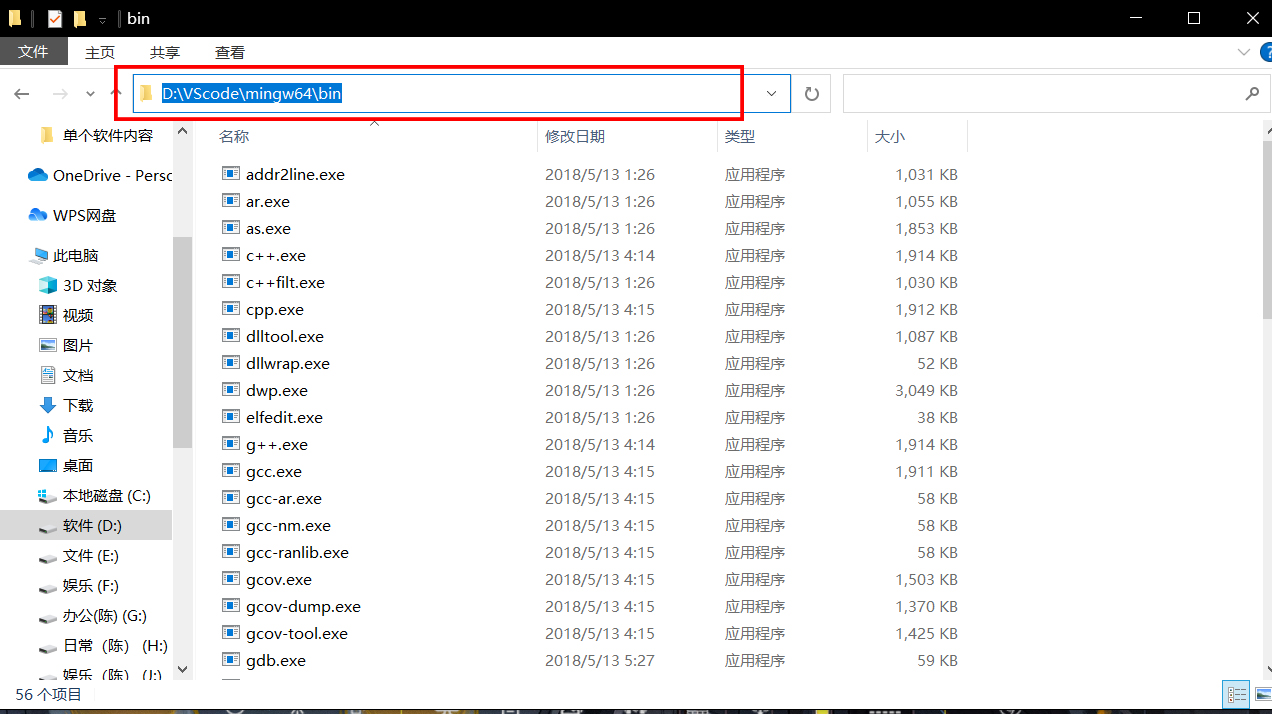 bin
文件 主页 共享 查看
D:\VScode\mingw64\bin
单个软件内容
OneDrive - Persc
WPS网盘
此电脑
3D 对象
视频
图片
文档
下载
音乐
桌面
本地磁盘 (C:)
软件 (D:)
文件 (E:)
娱乐 (F:)
办公(陈) (G:)
日常（陈） (H:)
娱乐（陈） (J:)
名称 修改日期 类型 大小
addr2line.exe 2018/5/13 1:26 应用程序 1,031 KB
ar.exe 2018/5/13 1:26 应用程序 1,055 KB
as.exe 2018/5/13 1:26 应用程序 1,853 KB
c++.exe 2018/5/13 4:14 应用程序 1,914 KB
c++filt.exe 2018/5/13 1:26 应用程序 1,030 KB
cpp.exe 2018/5/13 4:15 应用程序 1,912 KB
dlltool.exe 2018/5/13 1:26 应用程序 1,087 KB
dllwrap.exe 2018/5/13 1:26 应用程序 52 KB
dwp.exe 2018/5/13 1:26 应用程序 3,049 KB
elfedit.exe 2018/5/13 1:26 应用程序 38 KB
g++.exe 2018/5/13 4:14 应用程序 1,914 KB
gcc.exe 2018/5/13 4:15 应用程序 1,911 KB
gcc-ar.exe 2018/5/13 4:15 应用程序 58 KB
gcc-nm.exe 2018/5/13 4:15 应用程序 58 KB
gcc-ranlib.exe 2018/5/13 4:15 应用程序 58 KB
gcov.exe 2018/5/13 4:15 应用程序 1,503 KB
gcov-dump.exe 2018/5/13 4:15 应用程序 1,370 KB
gcov-tool.exe 2018/5/13 4:15 应用程序 1,425 KB
gdb.exe 2018/5/13 5:27 应用程序 59 KB
56 个项目